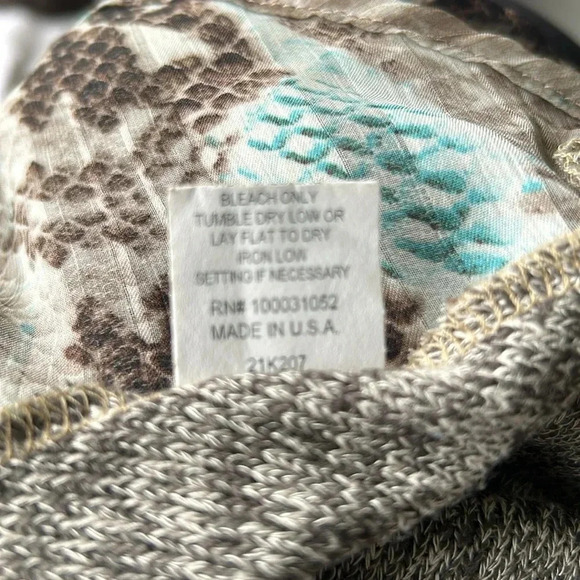 BLEACH ONLY
TUMBLE DRY LOW OR
LAY FLAT TO DRY
IRON LOW
SETTING IF NECESSARY
RN# 100031052
MADE IN U.S.A.
21K207